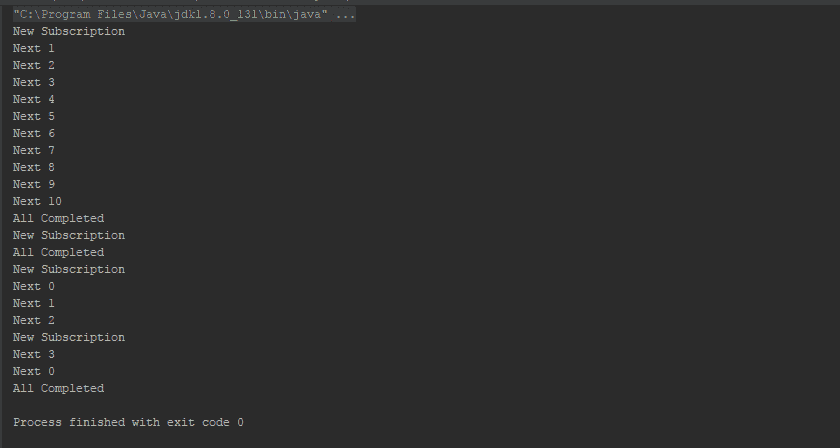 "C:\Program Files\Java\jdk1.8.0_131\bin\java" ...
New Subscription
Next 1
Next 2
Next 3
Next 4
Next 5
Next 6
Next 7
Next 8
Next 9
Next 10
All Completed
New Subscription
All Completed
New Subscription
Next 0
Next 1
Next 2
New Subscription
Next 3
Next 0
All Completed
Process finished with exit code 0